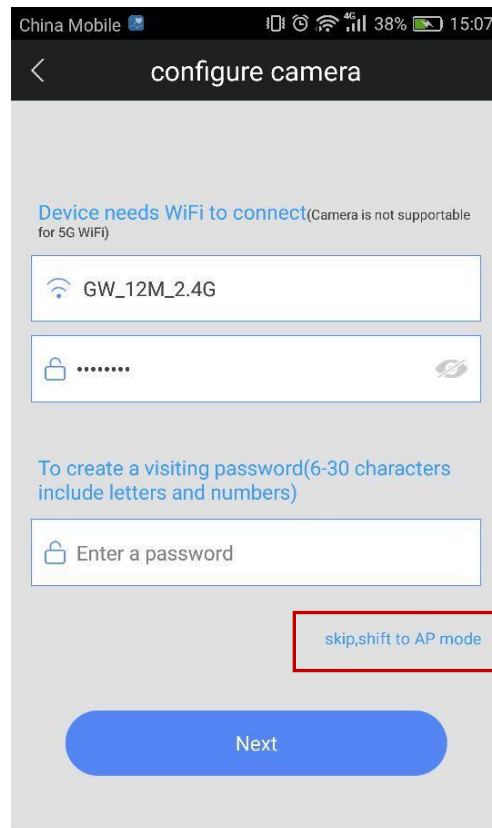 China Mobile 4G 38% 15:07
configure camera
Device needs WiFi to connect(Camera is not supportable
for 5G WiFi)
GW_12M_2.4G
••••••••
To create a visiting password(6-30 characters
include letters and numbers)
Enter a password
skip,shift to AP mode
Next